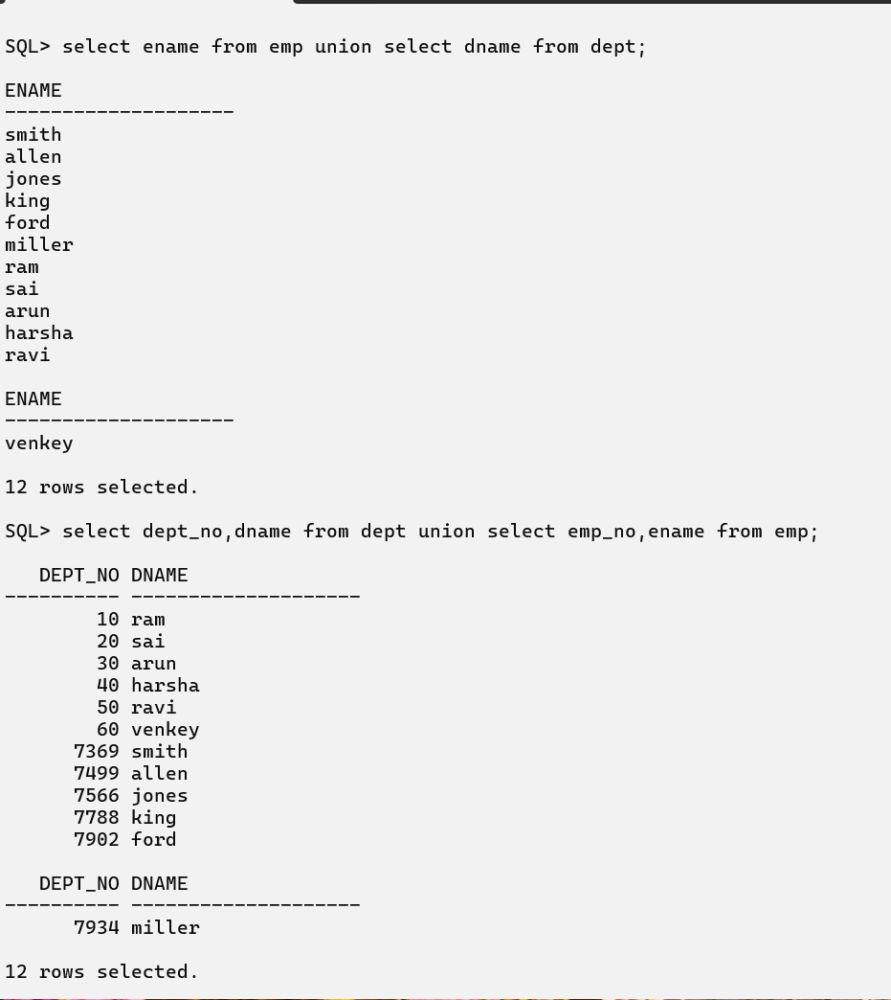 SQL> select ename from emp union select dname from dept;
ENAME
--------------------
smith
allen
jones
king
ford
miller
ram
sai
arun
harsha
ravi
ENAME
--------------------
venkey
12 rows selected.
SQL> select dept_no,dname from dept union select emp_no,ename from emp;
   DEPT_NO DNAME
---------- --------------------
        10 ram
        20 sai
        30 arun
        40 harsha
        50 ravi
        60 venkey
      7369 smith
      7499 allen
      7566 jones
      7788 king
      7902 ford
   DEPT_NO DNAME
---------- --------------------
      7934 miller
12 rows selected.